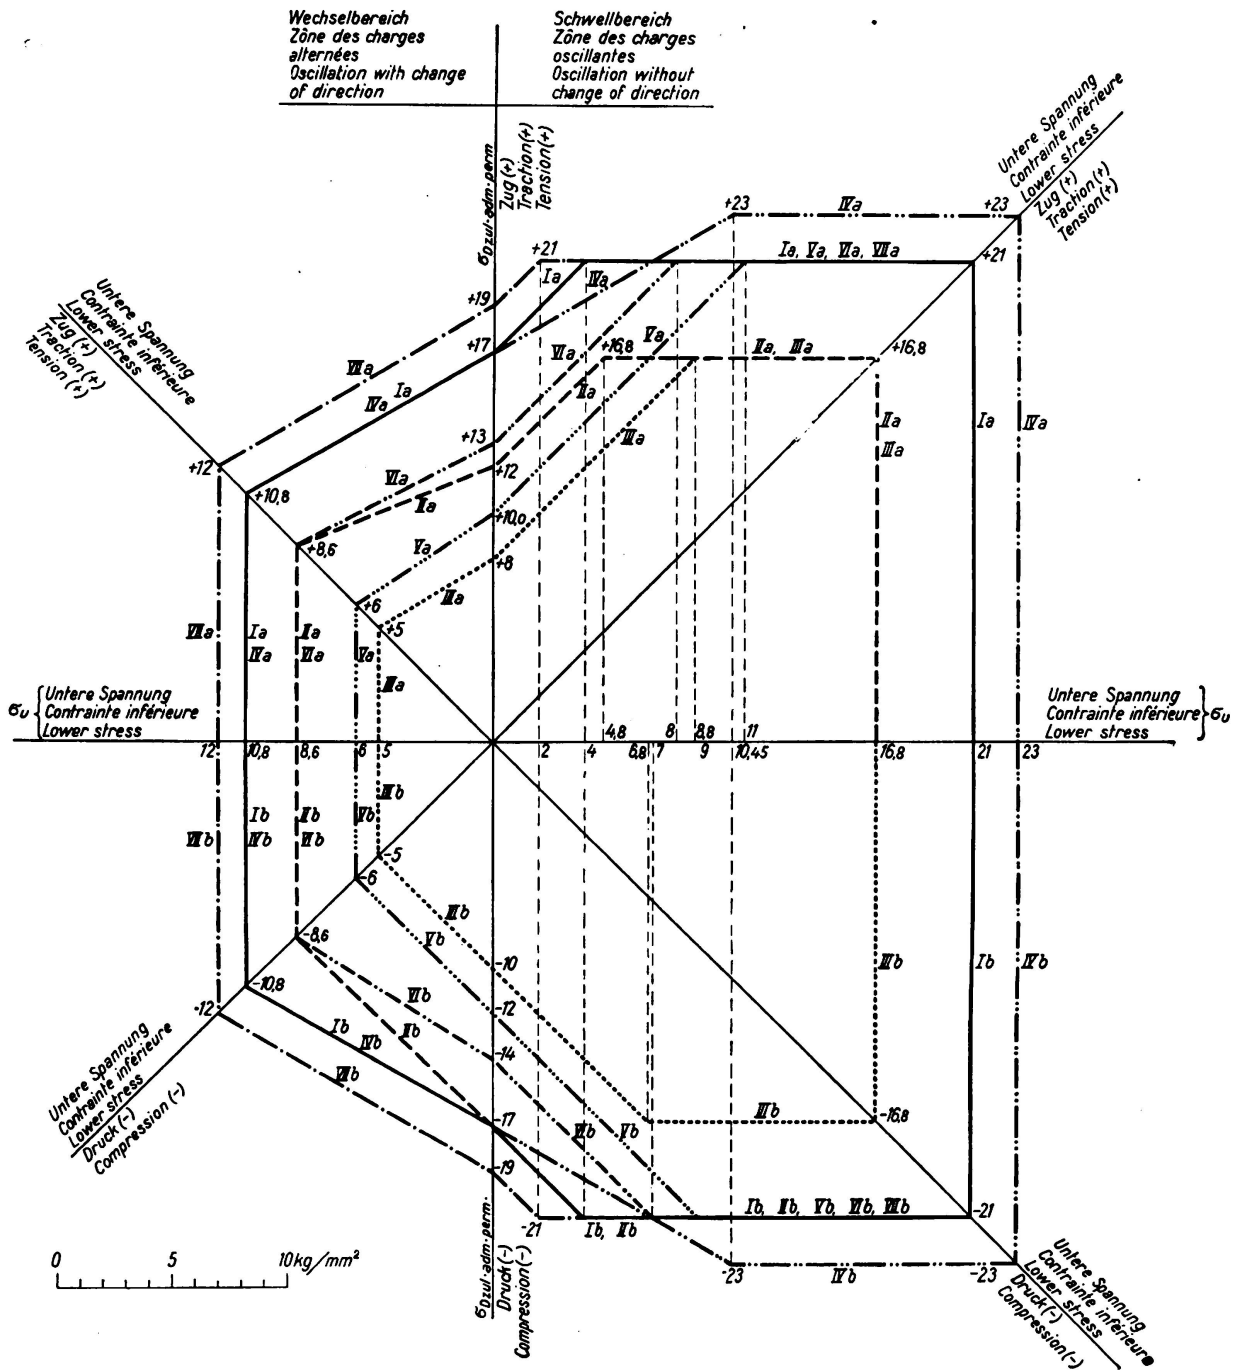 Wechselbereich
Zône des charges
alternées
Oscillation with change
of direction
Schwellbereich
Zône des charges
oscillantes
Oscillation without
change of direction
σDzul·adm·perm
Zug (+)
Traction(+)
Tension(+)
Untere Spannung
Contrainte inférieure
Lower stress
Zug (+)
Traction(+)
Tension(+)
Untere Spannung
Contrainte inférieure
Lower stress
Zug (+)
Traction (+)
Tension (+)
+23
IVa
+23
+21
Ia
IVa
Ia, Va, VIa, VIIa
+21
+19
+17
VIIa
VIa
+16,8
Va
IIa, IIIa
+16,8
Ia
IVa
IIa
+13
IIIa
IIa
IIIa
Ia
IVa
+12
+12
VIa
IIa
+10,8
+10,0
+8,6
Va
+8
+6
IIIa
+5
VIIa
Ia
IVa
IIa
VIa
Va
IIIa
σu { Untere Spannung
Contrainte inférieure
Lower stress
Untere Spannung
Contrainte inférieure
Lower stress } σu
4,8
8
8,8
11
12
10,8
8,6
6
5
2
4
6,8
7
9
10,45
16,8
21
23
VIIb
Ib
IVb
IIb
VIb
Vb
IIIb
-5
-6
IIIb
Vb
-8,6
-10
IIIb
Ib
IVb
-10,8
VIb
-12
-12
Ib
IVb
IIb
-14
VIIb
-17
VIb
Vb
IIIb
-16,8
-19
-21
Ib, IIb
Ib, IIb, Vb, VIb, VIIb
-21
-23
IVb
-23
Untere Spannung
Contrainte inférieure
Lower stress
Druck(-)
Compression(-)
σDzul·adm·perm.
Druck(-)
Compression(-)
Untere Spannung
Contrainte inférieure
Lower stress
Druck(-)
Compression(-)
0
5
10kg/mm²